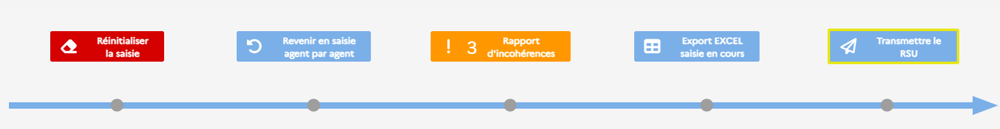 Réinitialiser
la saisie
Revenir en saisie
agent par agent
! 3 Rapport
d'incohérences
Export EXCEL
saisie en cours
Transmettre le
RSU